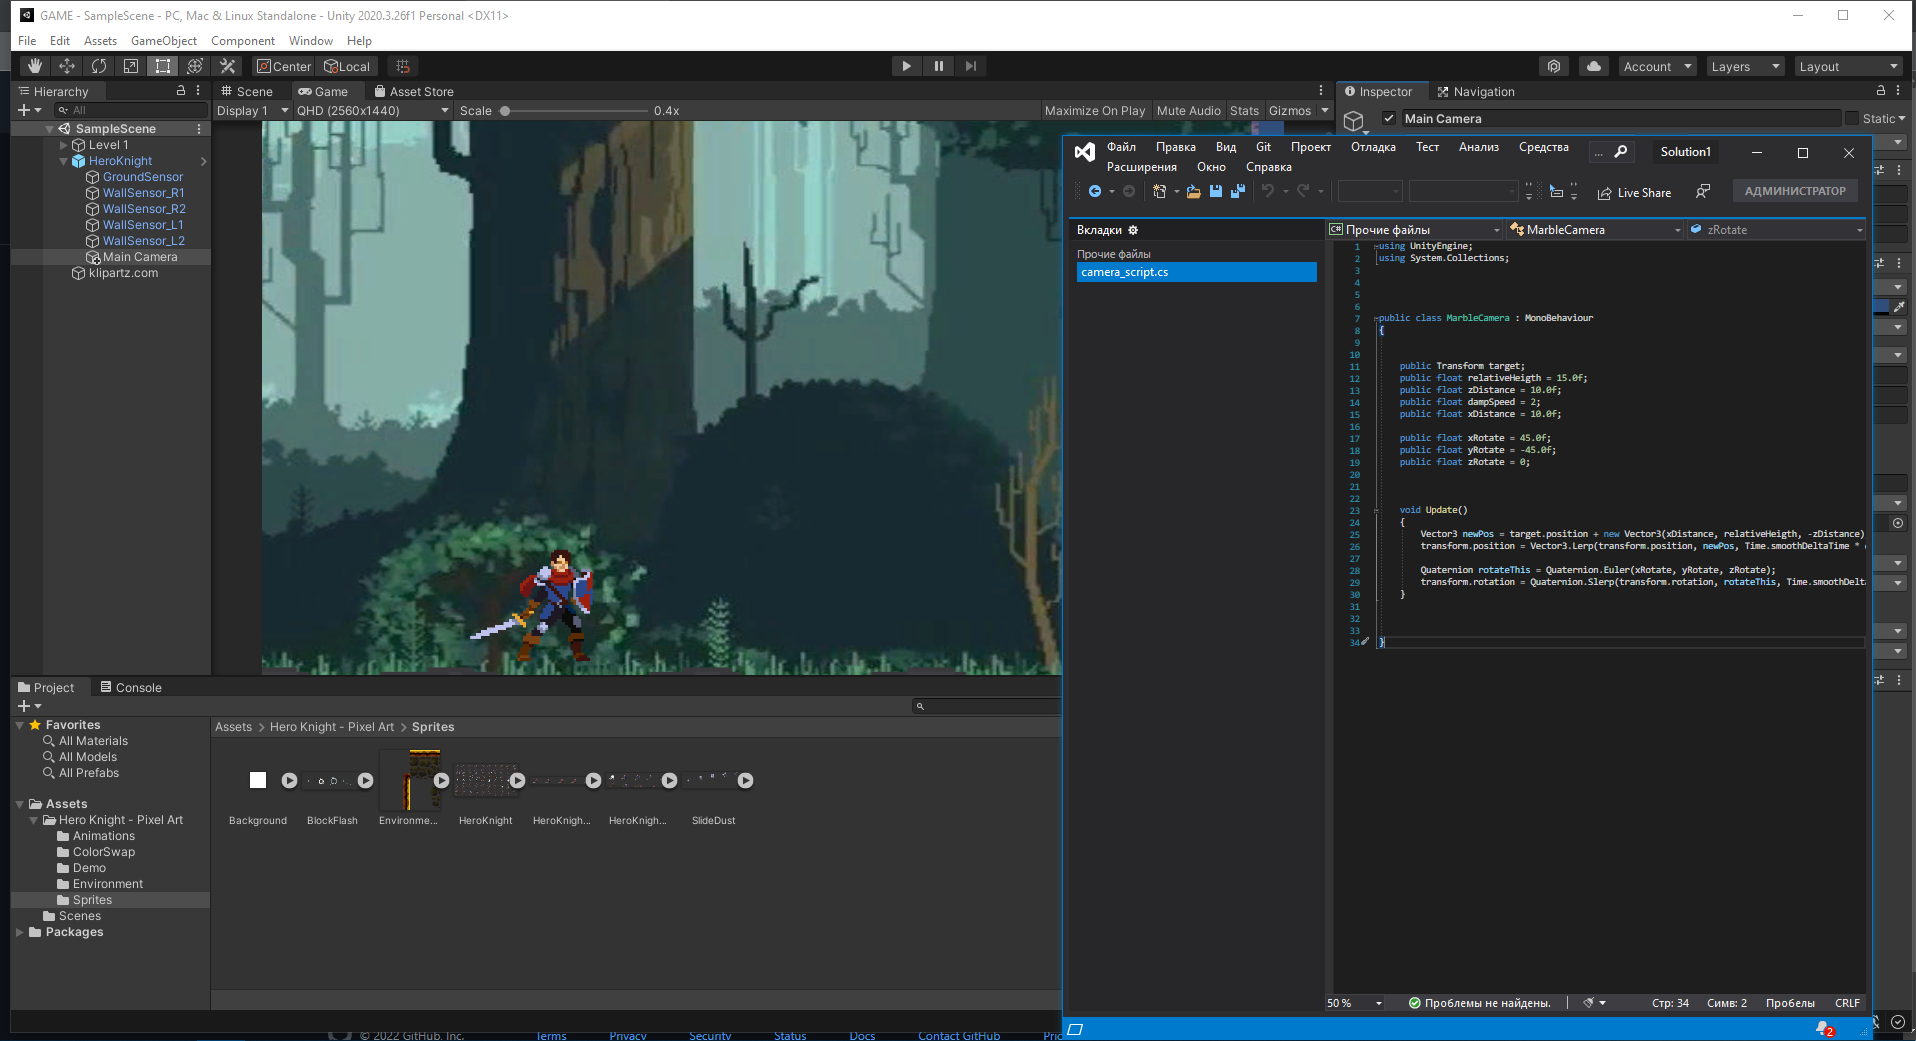 GAME - SampleScene - PC, Mac & Linux Standalone - Unity 2020.3.26f1 Personal <DX11>
File Edit Assets GameObject Component Window Help
Center Local Account Layers Layout
Hierarchy
All
SampleScene
Level 1
HeroKnight
GroundSensor
WallSensor_R1
WallSensor_R2
WallSensor_L1
WallSensor_L2
Main Camera
klipartz.com
Scene Game Asset Store
Display 1 QHD (2560x1440) Scale 0.4x Maximize On Play Mute Audio Stats Gizmos
Inspector Navigation
Main Camera Static
Файл Правка Вид Git Проект Отладка Тест Анализ Средства ... Solution1
Расширения Окно Справка
Live Share АДМИНИСТРАТОР
Вкладки
Прочие файлы
camera_script.cs
C# Прочие файлы MarbleCamera zRotate
1 using UnityEngine;
2 using System.Collections;
3
4
5
6
7 public class MarbleCamera : MonoBehaviour
8 {
9
10
11 public Transform target;
12 public float relativeHeigth = 15.0f;
13 public float zDistance = 10.0f;
14 public float dampSpeed = 2;
15 public float xDistance = 10.0f;
16
17 public float xRotate = 45.0f;
18 public float yRotate = -45.0f;
19 public float zRotate = 0;
20
21
22
23 void Update()
24 {
25 Vector3 newPos = target.position + new Vector3(xDistance, relativeHeigth, -zDistance)
26 transform.position = Vector3.Lerp(transform.position, newPos, Time.smoothDeltaTime *
27
28 Quaternion rotateThis = Quaternion.Euler(xRotate, yRotate, zRotate);
29 transform.rotation = Quaternion.Slerp(transform.rotation, rotateThis, Time.smoothDelt
30 }
31
32
33
34 }
50 % Проблемы не найдены. Стр: 34 Симв: 2 Пробелы CRLF
2
Project Console
Favorites
All Materials
All Models
All Prefabs
Assets
Hero Knight - Pixel Art
Animations
ColorSwap
Demo
Environment
Sprites
Scenes
Packages
Assets > Hero Knight - Pixel Art > Sprites
Background BlockFlash Environme... HeroKnight HeroKnigh... HeroKnigh... SlideDust
© 2022 GitHub, Inc. Terms Privacy Security Status Docs Contact GitHub Pric